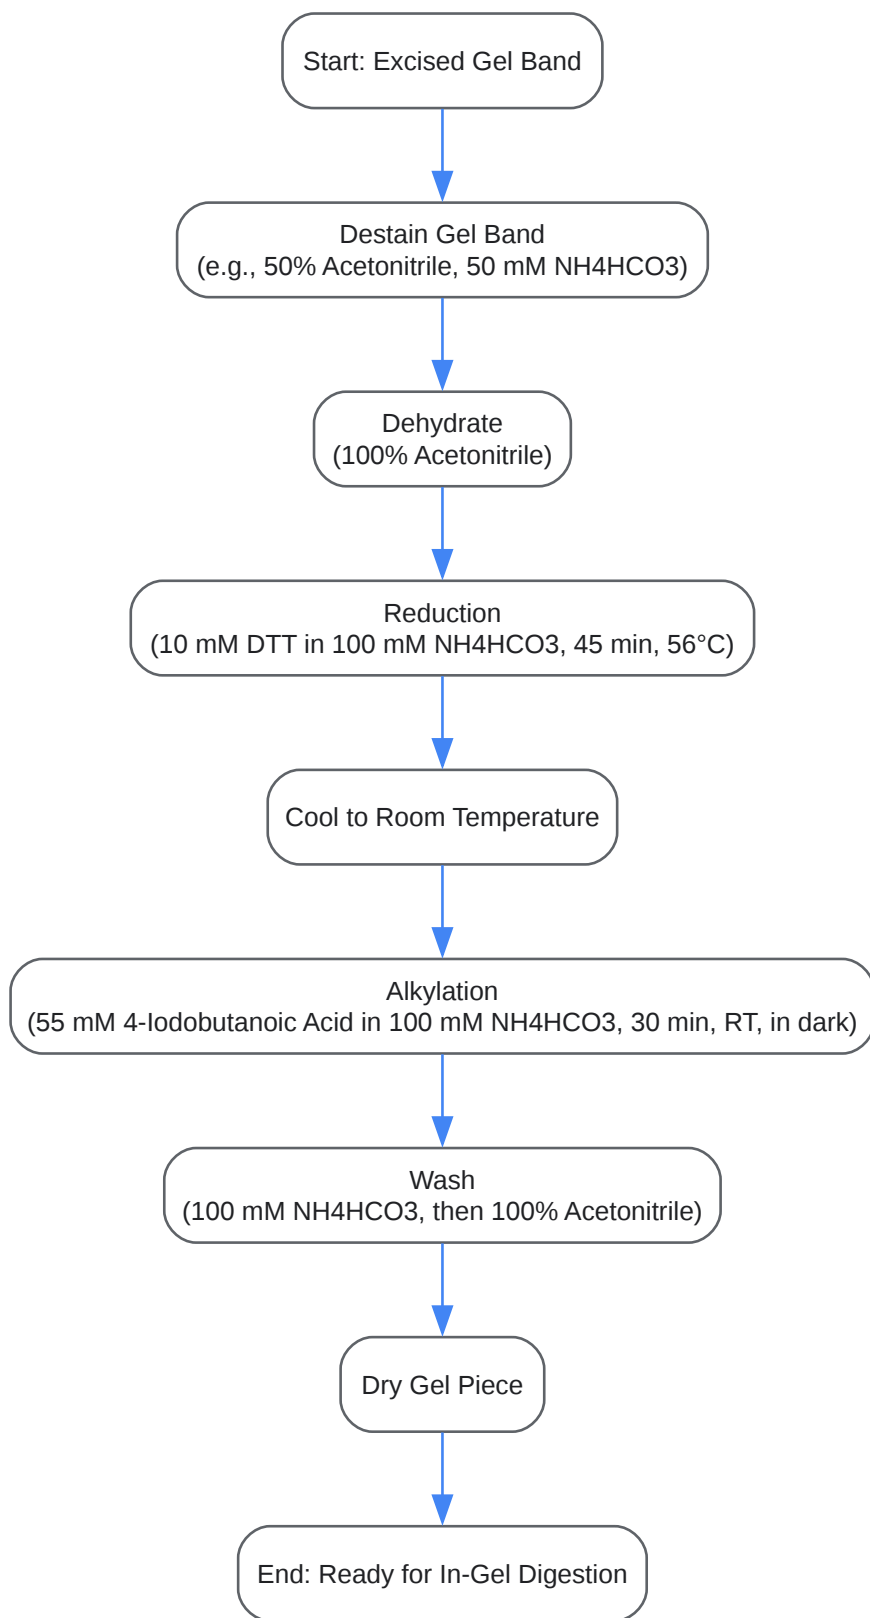 Start: Excised Gel Band
Destain Gel Band
(e.g., 50% Acetonitrile, 50 mM NH4HCO3)
Dehydrate
(100% Acetonitrile)
Reduction
(10 mM DTT in 100 mM NH4HCO3, 45 min, 56°C)
Cool to Room Temperature
Alkylation
(55 mM 4-Iodobutanoic Acid in 100 mM NH4HCO3, 30 min, RT, in dark)
Wash
(100 mM NH4HCO3, then 100% Acetonitrile)
Dry Gel Piece
End: Ready for In-Gel Digestion